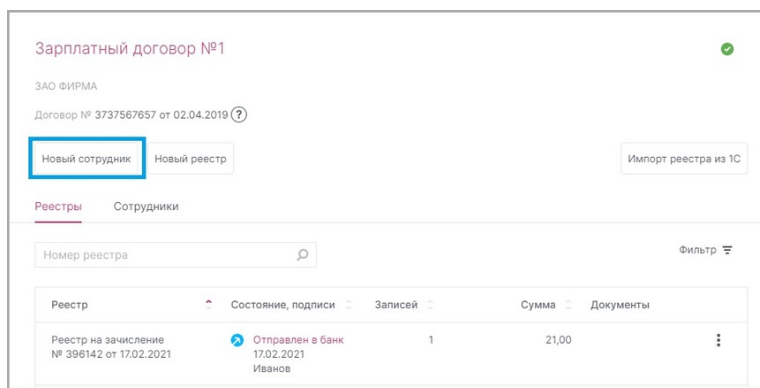 Зарплатный договор №1
ЗАО ФИРМА
Договор № 3737567657 от 02.04.2019 ?
Новый сотрудник Новый реестр Импорт реестра из 1С
Реестры Сотрудники
Номер реестра Фильтр
Реестр Состояние, подписи Записей Сумма Документы
Реестр на зачисление Отправлен в банк 1 21,00
№ 396142 от 17.02.2021 17.02.2021
Иванов